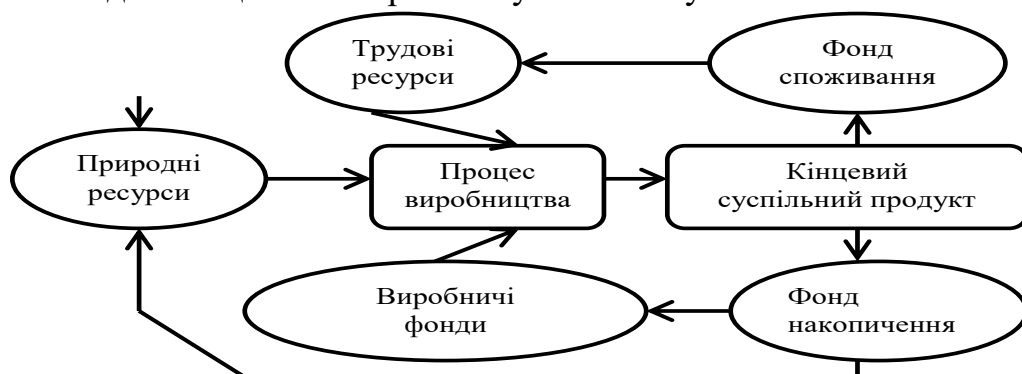 Трудові
ресурси
Фонд
споживання
Природні
ресурси
Процес
виробництва
Кінцевий
суспільний продукт
Виробничі
фонди
Фонд
накопичення